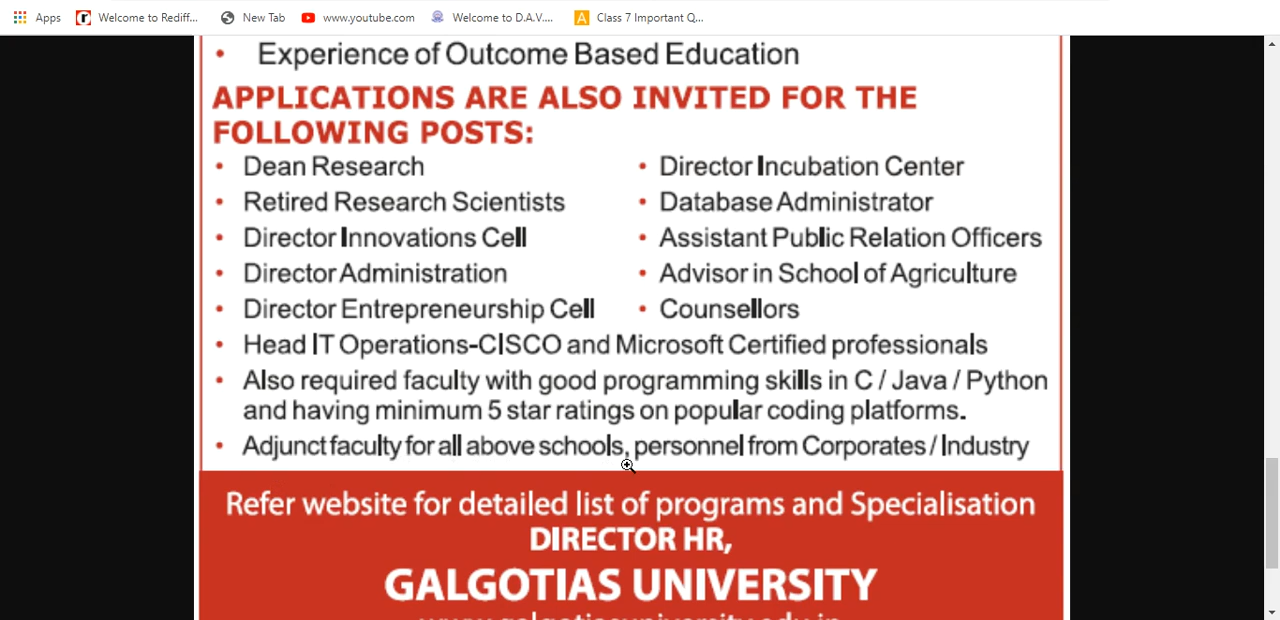 Apps Welcome to Rediff... New Tab www.youtube.com Welcome to D.A.V.... Class 7 Important Q...
• Experience of Outcome Based Education
APPLICATIONS ARE ALSO INVITED FOR THE
FOLLOWING POSTS:
• Dean Research
• Retired Research Scientists
• Director Innovations Cell
• Director Administration
• Director Entrepreneurship Cell
• Director Incubation Center
• Database Administrator
• Assistant Public Relation Officers
• Advisor in School of Agriculture
• Counsellors
• Head IT Operations-CISCO and Microsoft Certified professionals
• Also required faculty with good programming skills in C / Java / Python
and having minimum 5 star ratings on popular coding platforms.
• Adjunct faculty for all above schools, personnel from Corporates / Industry
Refer website for detailed list of programs and Specialisation
DIRECTOR HR,
GALGOTIAS UNIVERSITY
www.galgotiasuniversity.edu.in